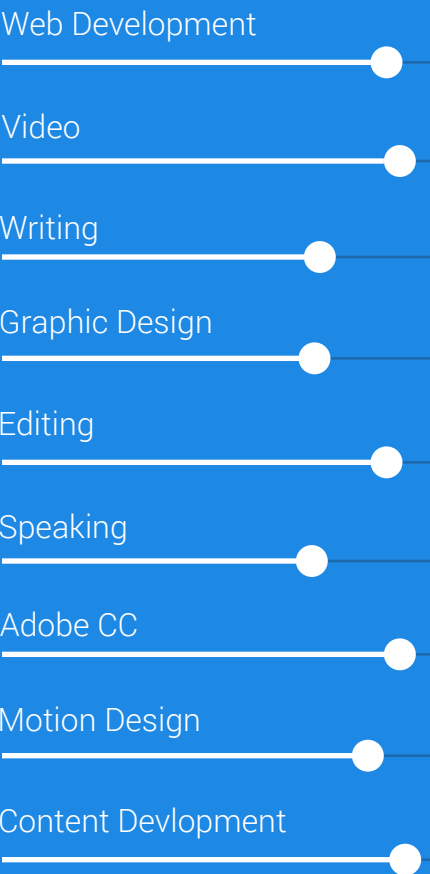 Web Development
Video
Writing
Graphic Design
Editing
Speaking
Adobe CC
Motion Design
Content Devlopment